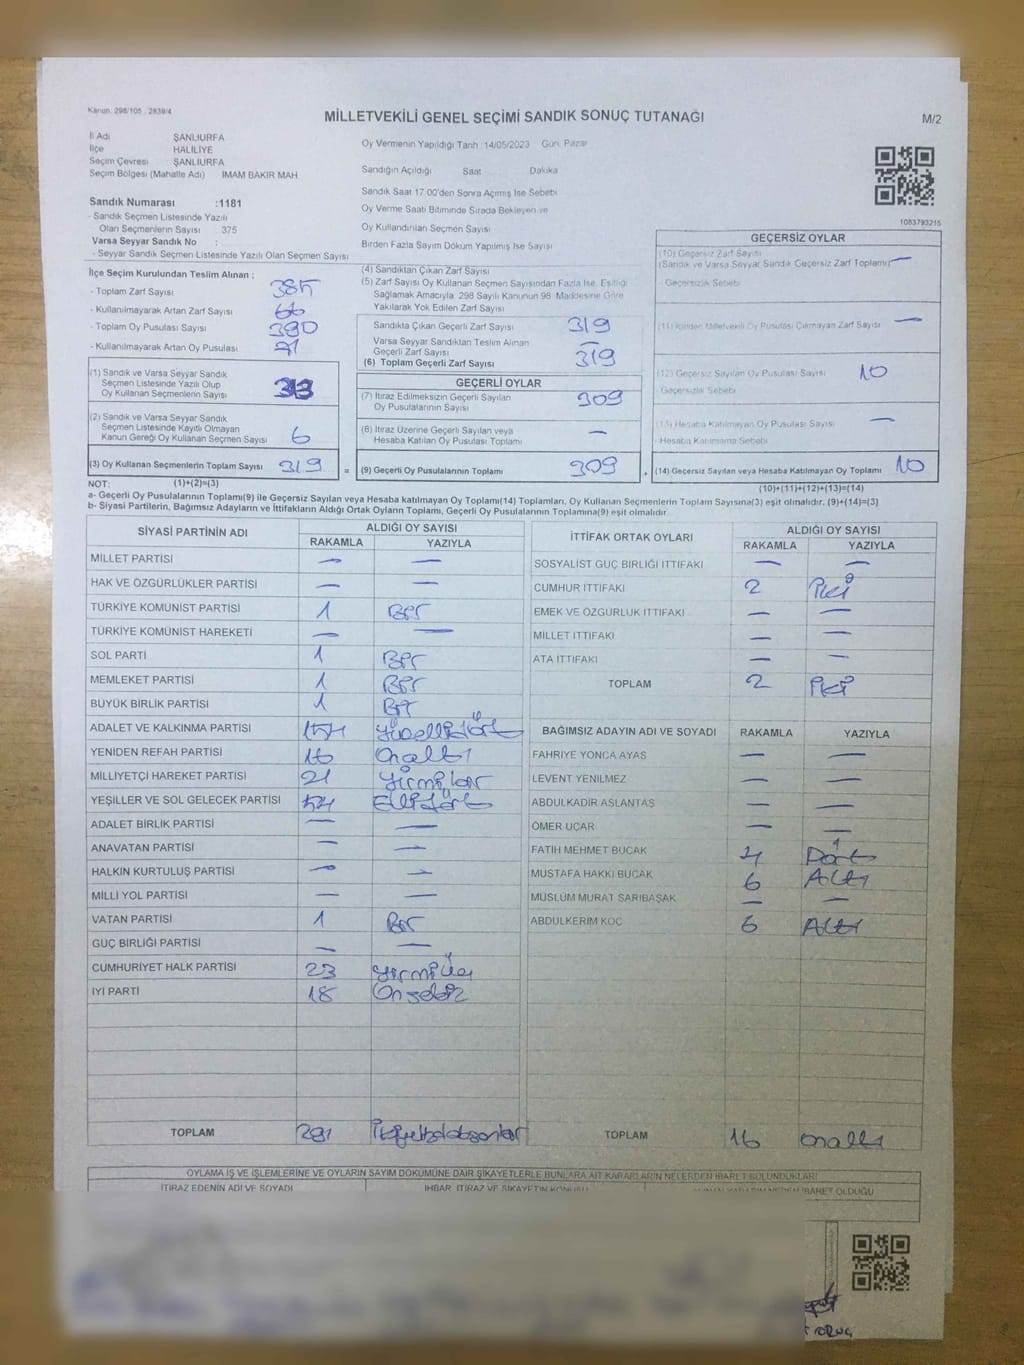 Kanun: 298/105 , 2839/4
MİLLETVEKİLİ GENEL SEÇİMİ SANDIK SONUÇ TUTANAĞI
M/2
İl Adı ŞANLIURFA
İlçe HALİLİYE
Seçim Çevresi ŞANLIURFA
Seçim Bölgesi (Mahalle Adı) İMAM BAKIR MAH
Oy Vermenin Yapıldığı Tarih 14/05/2023 Gün: Pazar
Sandığın Açıldığı Saat Dakika
Sandık Saat 17:00'den Sonra Açılmış İse Sebebi
Oy Verme Saati Bitiminde Sırada Bekleyen ve
Oy Kullandırılan Seçmen Sayısı
Birden Fazla Sayım Döküm Yapılmış İse Sayısı
1083793215
Sandık Numarası :1181
- Sandık Seçmen Listesinde Yazılı
Olan Seçmenlerin Sayısı 375
Varsa Seyyar Sandık No :
- Seyyar Sandık Seçmen Listesinde Yazılı Olan Seçmen Sayısı
İlçe Seçim Kurulundan Teslim Alınan ;
- Toplam Zarf Sayısı 385
- Kullanılmayarak Artan Zarf Sayısı 66
- Toplam Oy Pusulası Sayısı 390
- Kullanılmayarak Artan Oy Pusulası 71
(1) Sandık ve Varsa Seyyar Sandık
Seçmen Listesinde Yazılı Olup
Oy Kullanan Seçmenlerin Sayısı 313
(2) Sandık ve Varsa Seyyar Sandık
Seçmen Listesinde Kayıtlı Olmayan
Kanun Gereği Oy Kullanan Seçmen Sayısı 6
(3) Oy Kullanan Seçmenlerin Toplam Sayısı 319 =
(4) Sandıktan Çıkan Zarf Sayısı
(5) Zarf Sayısı Oy Kullanan Seçmen Sayısından Fazla İse, Eşitliği
Sağlamak Amacıyla 298 Sayılı Kanunun 98. Maddesine Göre
Yakılarak Yok Edilen Zarf Sayısı
Sandıkta Çıkan Geçerli Zarf Sayısı 319
Varsa Seyyar Sandıktan Teslim Alınan
Geçerli Zarf Sayısı —
(6) Toplam Geçerli Zarf Sayısı 319
GEÇERLİ OYLAR
(7) İtiraz Edilmeksizin Geçerli Sayılan
Oy Pusulalarının Sayısı 309
(8) İtiraz Üzerine Geçerli Sayılan veya
Hesaba Katılan Oy Pusulası Toplamı —
(9) Geçerli Oy Pusulalarının Toplamı 309 +
GEÇERSİZ OYLAR
(10) Geçersiz Zarf Sayısı
(Sandık ve Varsa Seyyar Sandık Geçersiz Zarf Toplamı) —
- Geçersizlik Sebebi
(11) İçinden Milletvekili Oy Pusulası Çıkmayan Zarf Sayısı —
(12) Geçersiz Sayılan Oy Pusulası Sayısı 10
- Geçersizlik Sebebi
(13) Hesaba Katılmayan Oy Pusulası Sayısı —
- Hesaba Katılmama Sebebi
(14) Geçersiz Sayılan veya Hesaba Katılmayan Oy Toplamı 10
NOT: (1)+(2)=(3)
(10)+(11)+(12)+(13)=(14)
a- Geçerli Oy Pusulalarının Toplamı(9) ile Geçersiz Sayılan veya Hesaba katılmayan Oy Toplamı(14) Toplamları, Oy Kullanan Seçmenlerin Toplam Sayısına(3) eşit olmalıdır. (9)+(14)=(3)
b- Siyasi Partilerin, Bağımsız Adayların ve İttifakların Aldığı Ortak Oyların Toplamı, Geçerli Oy Pusulalarının Toplamına(9) eşit olmalıdır
SİYASİ PARTİNİN ADI ALDIĞI OY SAYISI
RAKAMLA YAZIYLA
MİLLET PARTİSİ — —
HAK VE ÖZGÜRLÜKLER PARTİSİ — —
TÜRKİYE KOMÜNİST PARTİSİ 1 Bir
TÜRKİYE KOMÜNİST HAREKETİ — —
SOL PARTİ 1 Bir
MEMLEKET PARTİSİ 1 Bir
BÜYÜK BİRLİK PARTİSİ 1 Bir
ADALET VE KALKINMA PARTİSİ 154 Yüzellidört
YENİDEN REFAH PARTİSİ 16 Onaltı
MİLLİYETÇİ HAREKET PARTİSİ 21 Yirmibir
YEŞİLLER VE SOL GELECEK PARTİSİ 54 Ellidört
ADALET BİRLİK PARTİSİ — —
ANAVATAN PARTİSİ — —
HALKIN KURTULUŞ PARTİSİ — —
MİLLİ YOL PARTİSİ — —
VATAN PARTİSİ 1 Bir
GÜÇ BİRLİĞİ PARTİSİ — —
CUMHURİYET HALK PARTİSİ 23 Yirmiüç
İYİ PARTİ 18 Onsekiz
TOPLAM 291 İkiyüzdoksanbir
İTTİFAK ORTAK OYLARI ALDIĞI OY SAYISI
RAKAMLA YAZIYLA
SOSYALİST GÜÇ BİRLİĞİ İTTİFAKI — —
CUMHUR İTTİFAKI 2 İki
EMEK VE ÖZGÜRLÜK İTTİFAKI — —
MİLLET İTTİFAKI — —
ATA İTTİFAKI — —
TOPLAM 2 İki
BAĞIMSIZ ADAYIN ADI VE SOYADI RAKAMLA YAZIYLA
FAHRİYE YONCA AYAS — —
LEVENT YENİLMEZ — —
ABDULKADİR ASLANTAŞ — —
ÖMER UÇAR — —
FATİH MEHMET BUCAK 4 Dört
MUSTAFA HAKKI BUCAK 6 Altı
MÜSLÜM MURAT SARIBAŞAK — —
ABDULKERİM KOÇ 6 Altı
TOPLAM 16 onaltı
OYLAMA İŞ VE İŞLEMLERİNE VE OYLARIN SAYIM DÖKÜMÜNE DAİR ŞİKAYETLERLE BUNLARA AİT KARARLARIN NELERDEN İBARET BULUNDUKLARI
İTİRAZ EDENİN ADI VE SOYADI İHBAR, İTİRAZ VE ŞİKAYETİN KONUSU